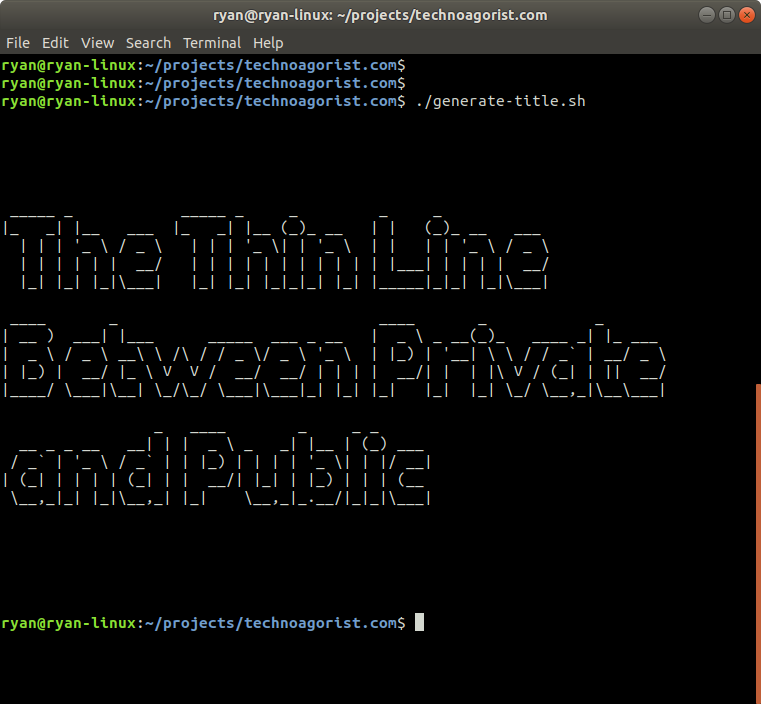 ryan@ryan-linux: ~/projects/technoagorist.com
File Edit View Search Terminal Help
ryan@ryan-linux:~/projects/technoagorist.com$
ryan@ryan-linux:~/projects/technoagorist.com$
ryan@ryan-linux:~/projects/technoagorist.com$ ./generate-title.sh
The Thin Line
Between Private
and Public
ryan@ryan-linux:~/projects/technoagorist.com$